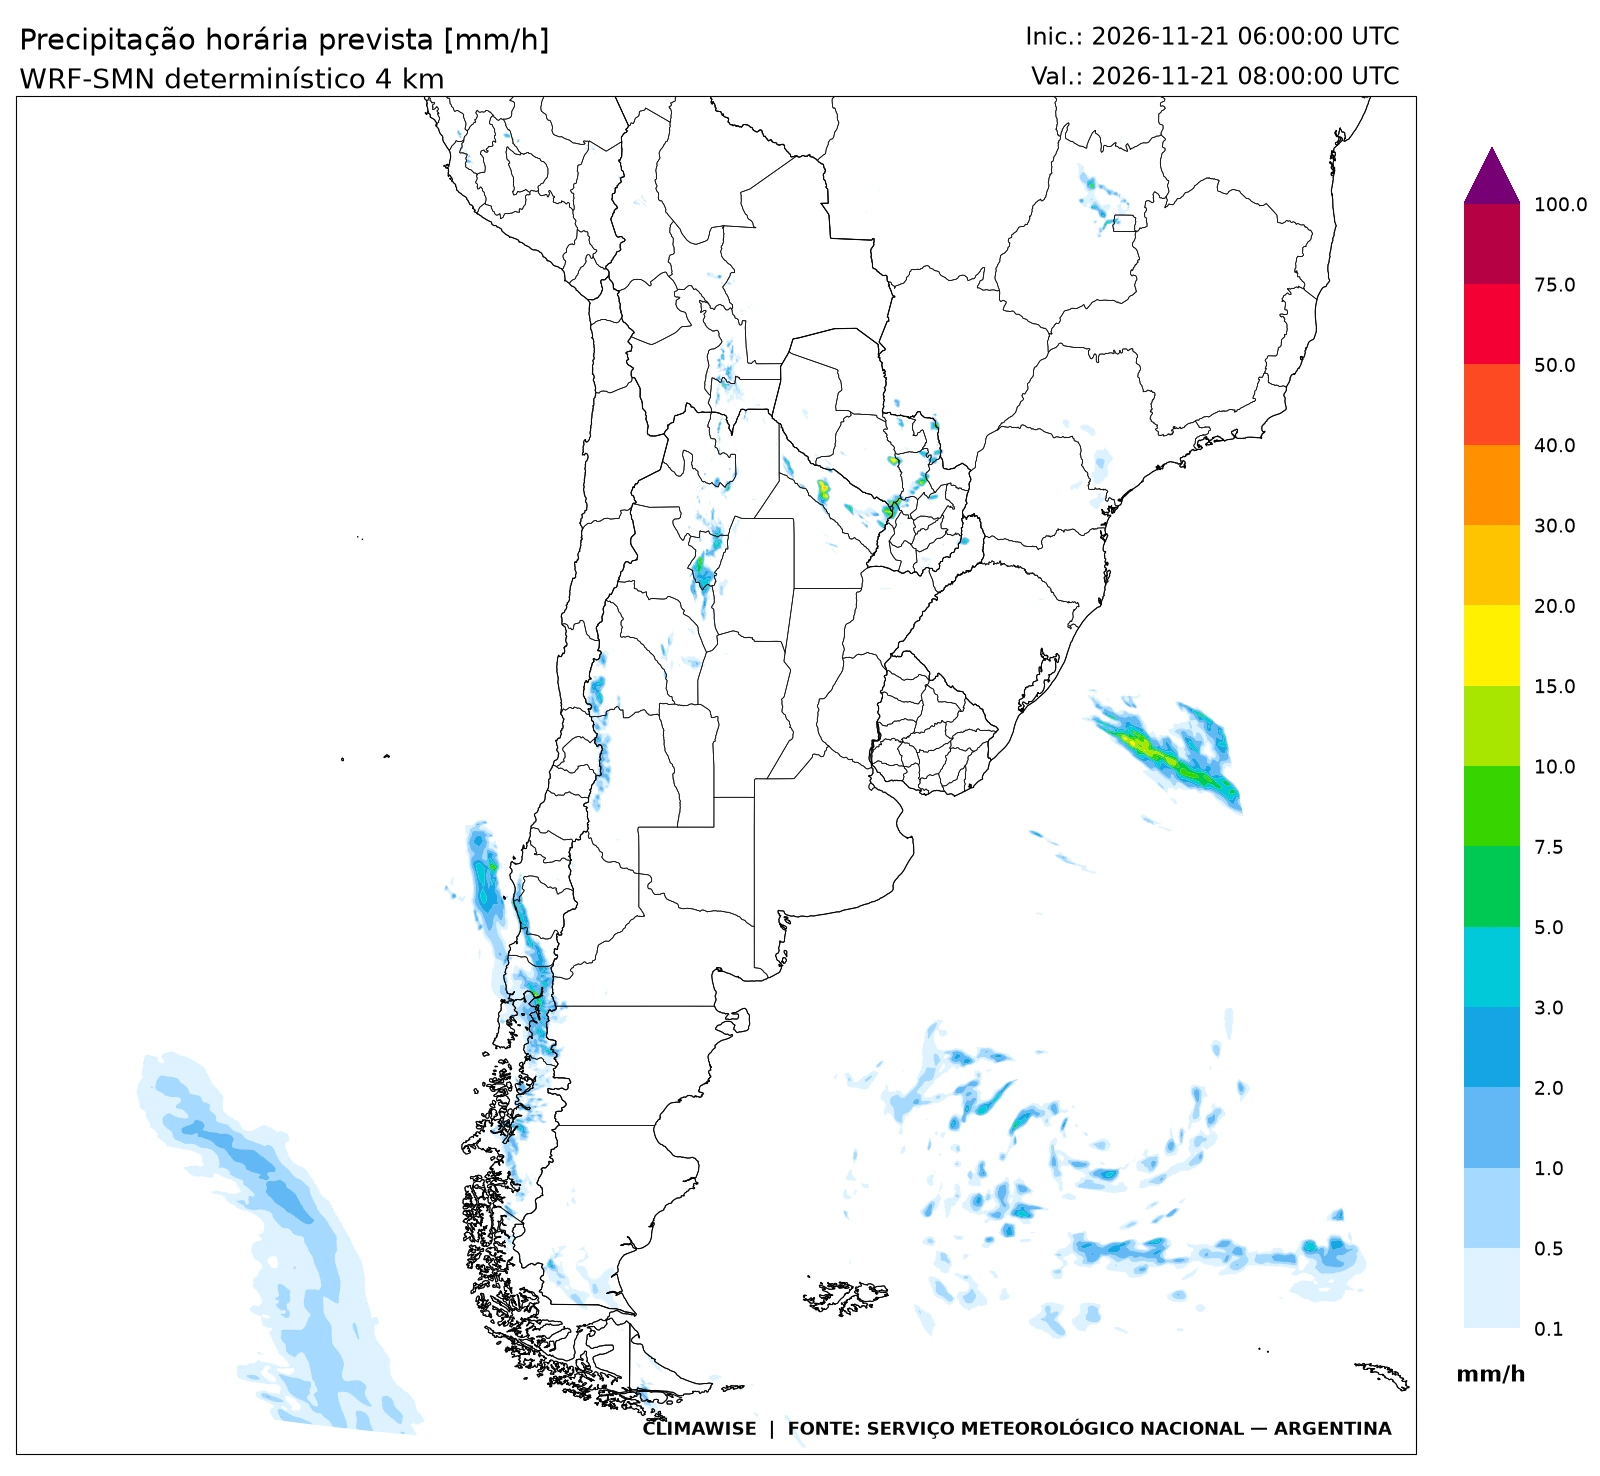 Precipitação horária prevista [mm/h]
WRF-SMN determinístico 4 km
Inic.: 2026-11-21 06:00:00 UTC
Val.: 2026-11-21 08:00:00 UTC
100.0
75.0
50.0
40.0
30.0
20.0
15.0
10.0
7.5
5.0
3.0
2.0
1.0
0.5
0.1
mm/h
CLIMAWISE | FONTE: SERVIÇO METEOROLÓGICO NACIONAL — ARGENTINA